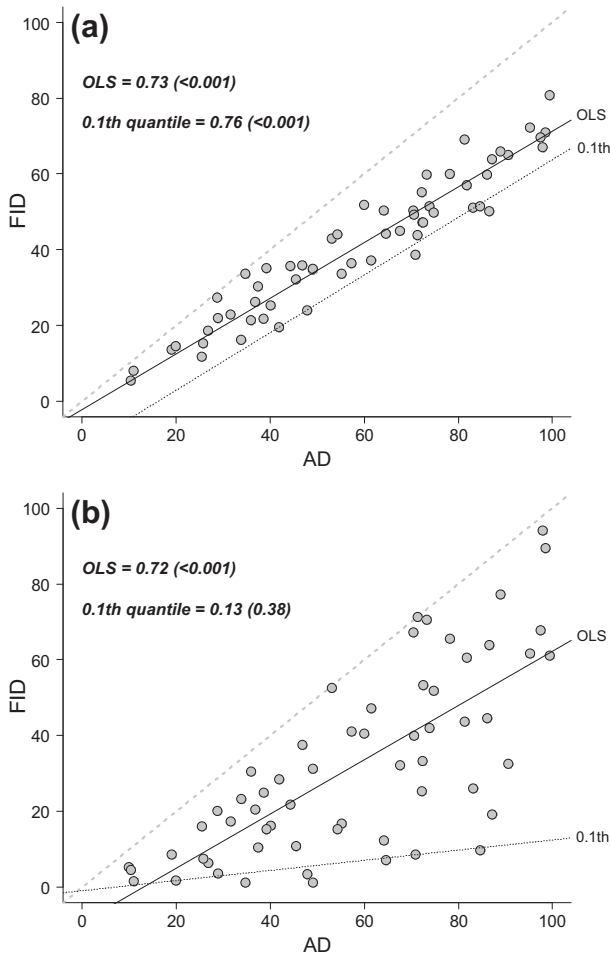 (a)
OLS = 0.73 (<0.001)
0.1th quantile = 0.76 (<0.001)
100
80
60
40
20
0
FID
OLS
0.1th
0 20 40 60 80 100
AD
(b)
OLS = 0.72 (<0.001)
0.1th quantile = 0.13 (0.38)
100
80
60
40
20
0
FID
OLS
0.1th
0 20 40 60 80 100
AD